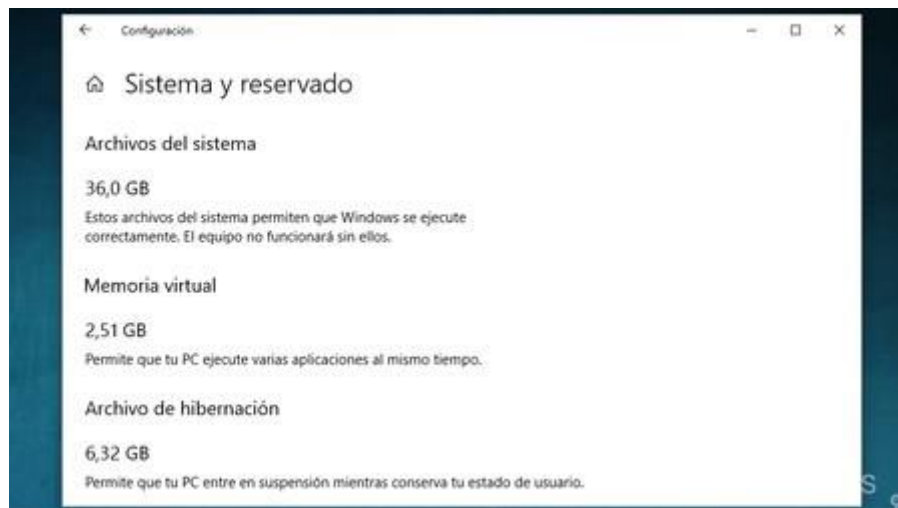 Configuración
Sistema y reservado
Archivos del sistema
36,0 GB
Estos archivos del sistema permiten que Windows se ejecute
correctamente. El equipo no funcionará sin ellos.
Memoria virtual
2,51 GB
Permite que tu PC ejecute varias aplicaciones al mismo tiempo.
Archivo de hibernación
6,32 GB
Permite que tu PC entre en suspensión mientras conserva tu estado de usuario.